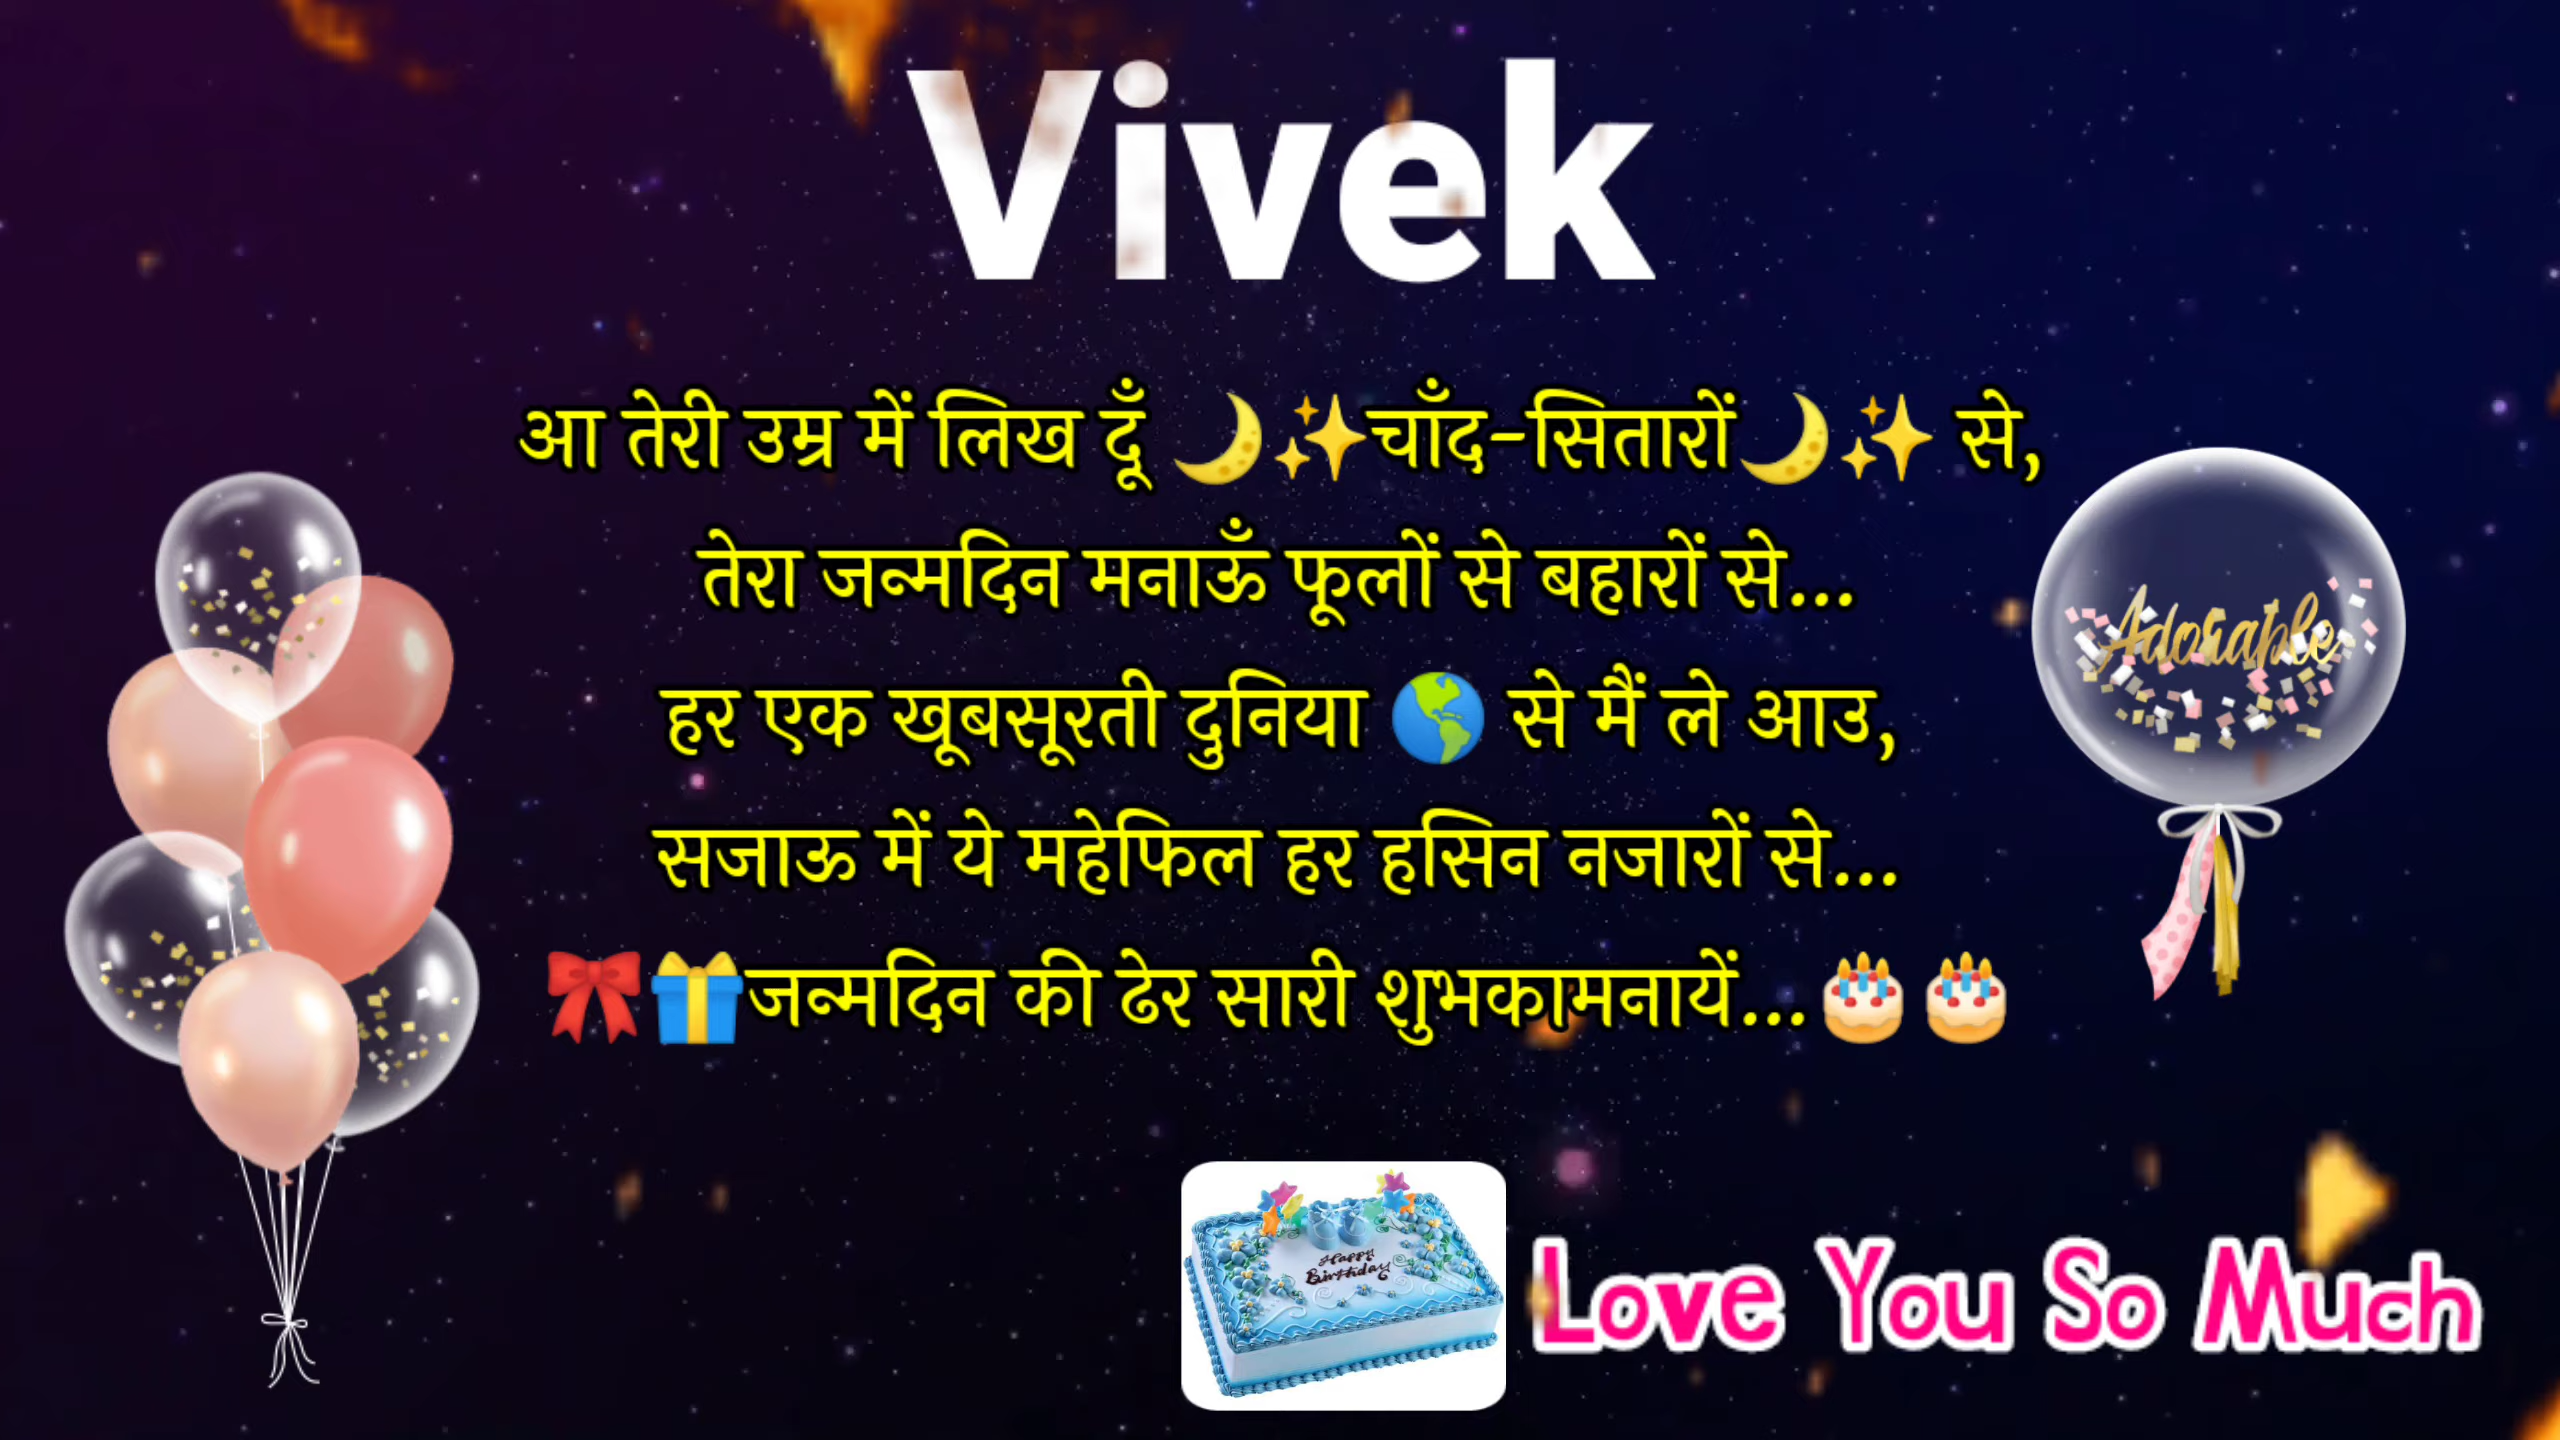 Vivek
आ तेरी उम्र में लिख दूँ 🌙✨चाँद-सितारों🌙✨ से,
तेरा जन्मदिन मनाऊँ फूलों से बहारों से...
हर एक खूबसूरती दुनिया 🌎 से मैं ले आउ,
सजाऊ में ये महेफिल हर हसिन नजारों से...
🎀🎁जन्मदिन की ढेर सारी शुभकामनायें...🎂🎂
Adorable
Happy
Birthday
Love You So Much